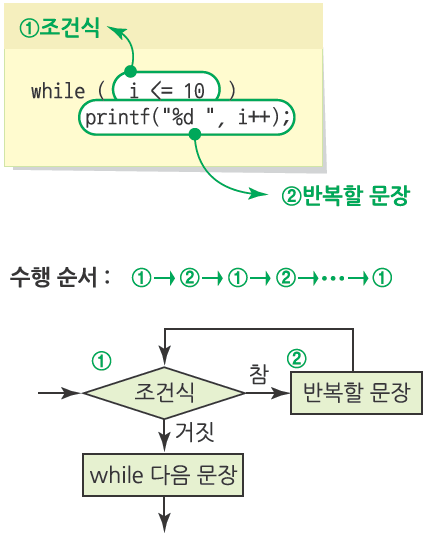 ①조건식
while ( i <= 10 )
printf("%d ", i++);
②반복할 문장
수행 순서 : ①→②→①→②→···→①
①
참
②
조건식
반복할 문장
거짓
while 다음 문장